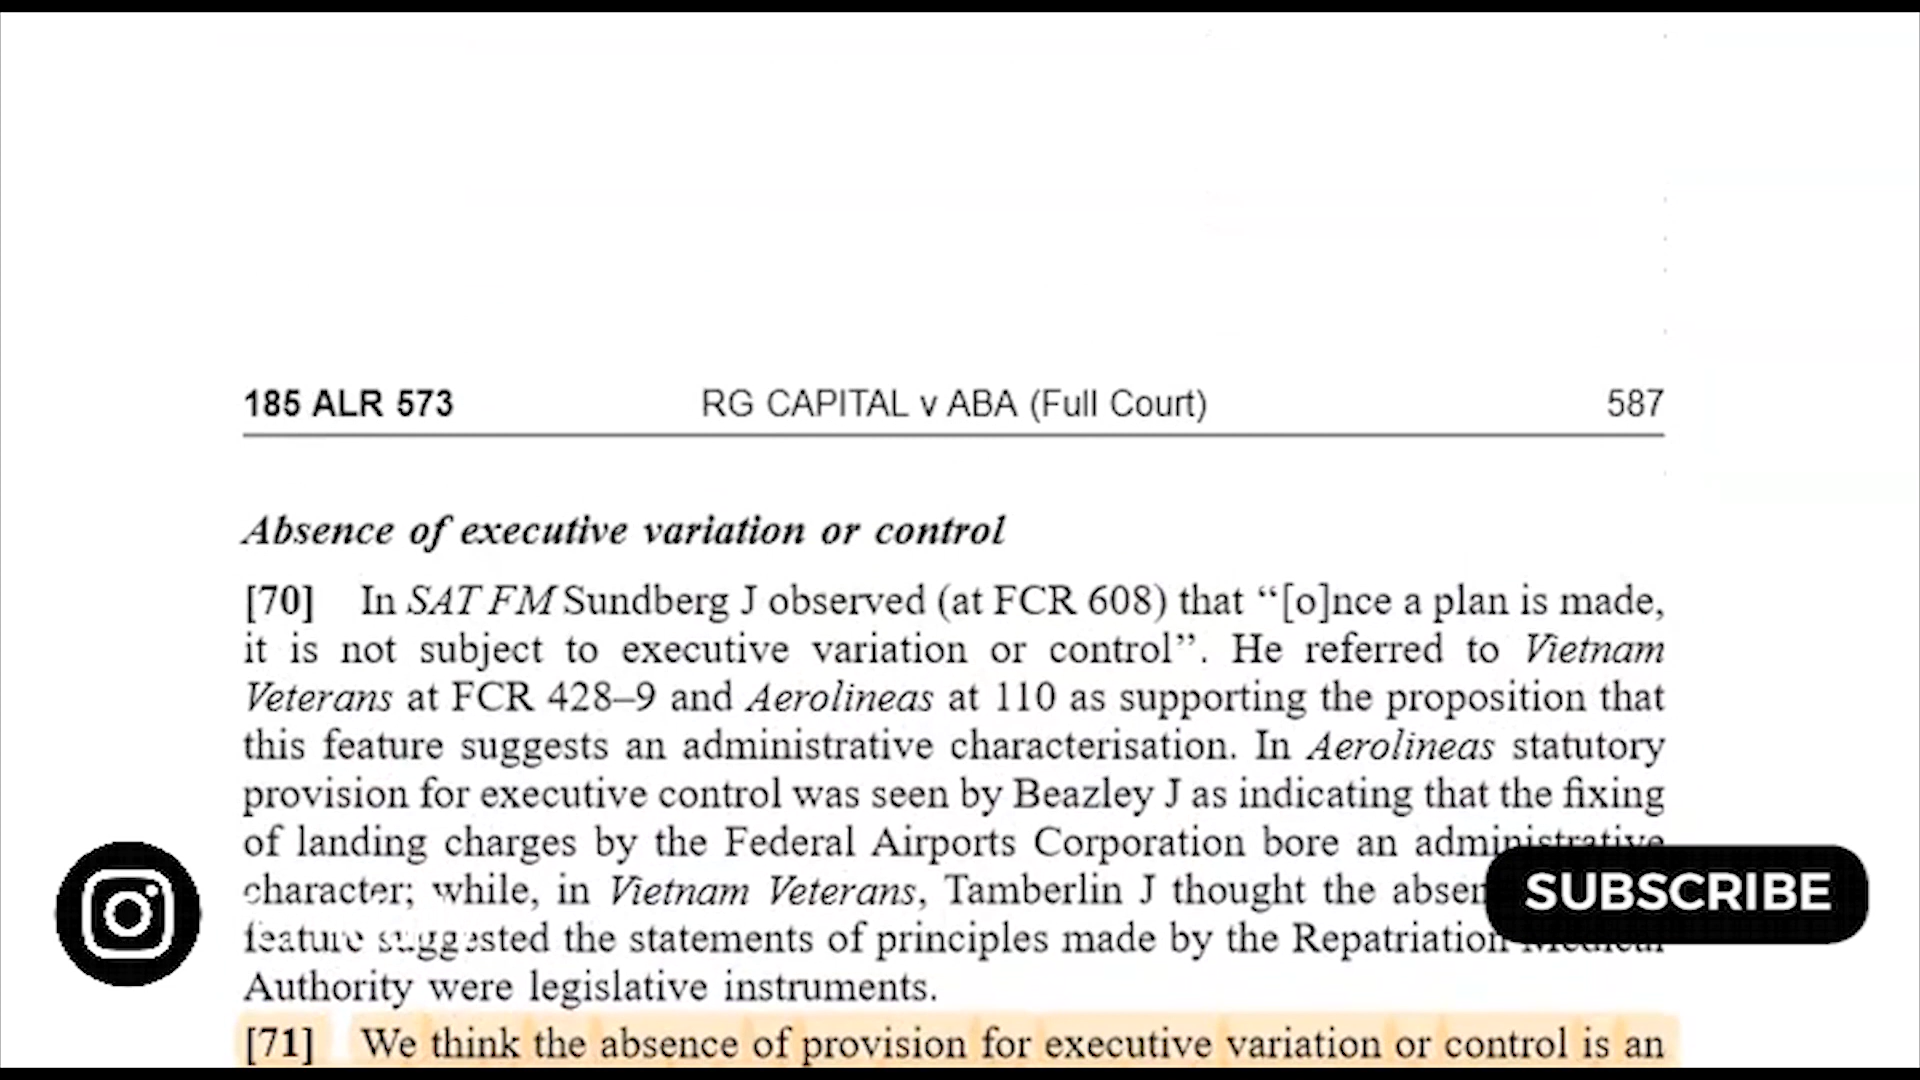 185 ALR 573 RG CAPITAL v ABA (Full Court) 587
Absence of executive variation or control
[70] In SAT FM Sundberg J observed (at FCR 608) that “[o]nce a plan is made,
it is not subject to executive variation or control”. He referred to Vietnam
Veterans at FCR 428–9 and Aerolineas at 110 as supporting the proposition that
this feature suggests an administrative characterisation. In Aerolineas statutory
provision for executive control was seen by Beazley J as indicating that the fixing
of landing charges by the Federal Airports Corporation bore an administrative
character; while, in Vietnam Veterans, Tamberlin J thought the absen
SUBSCRIBE
feature suggested the statements of principles made by the Repatriation Medical
Authority were legislative instruments.
[71] We think the absence of provision for executive variation or control is an